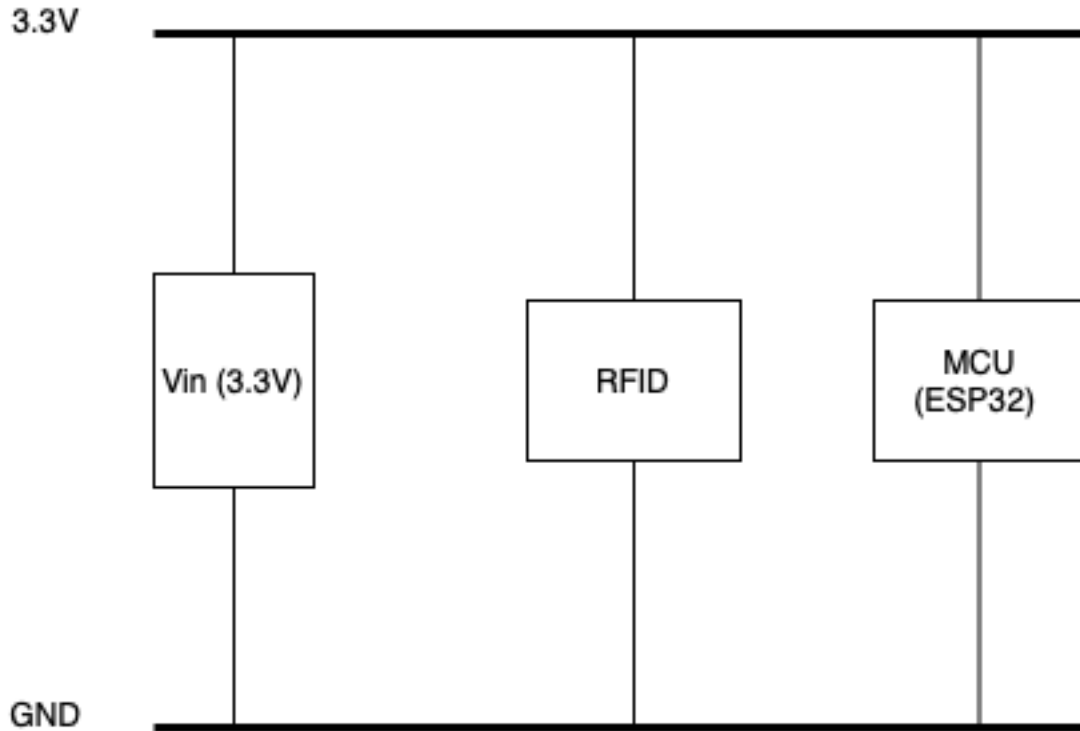 3.3V
Vin (3.3V)
RFID
MCU
(ESP32)
GND